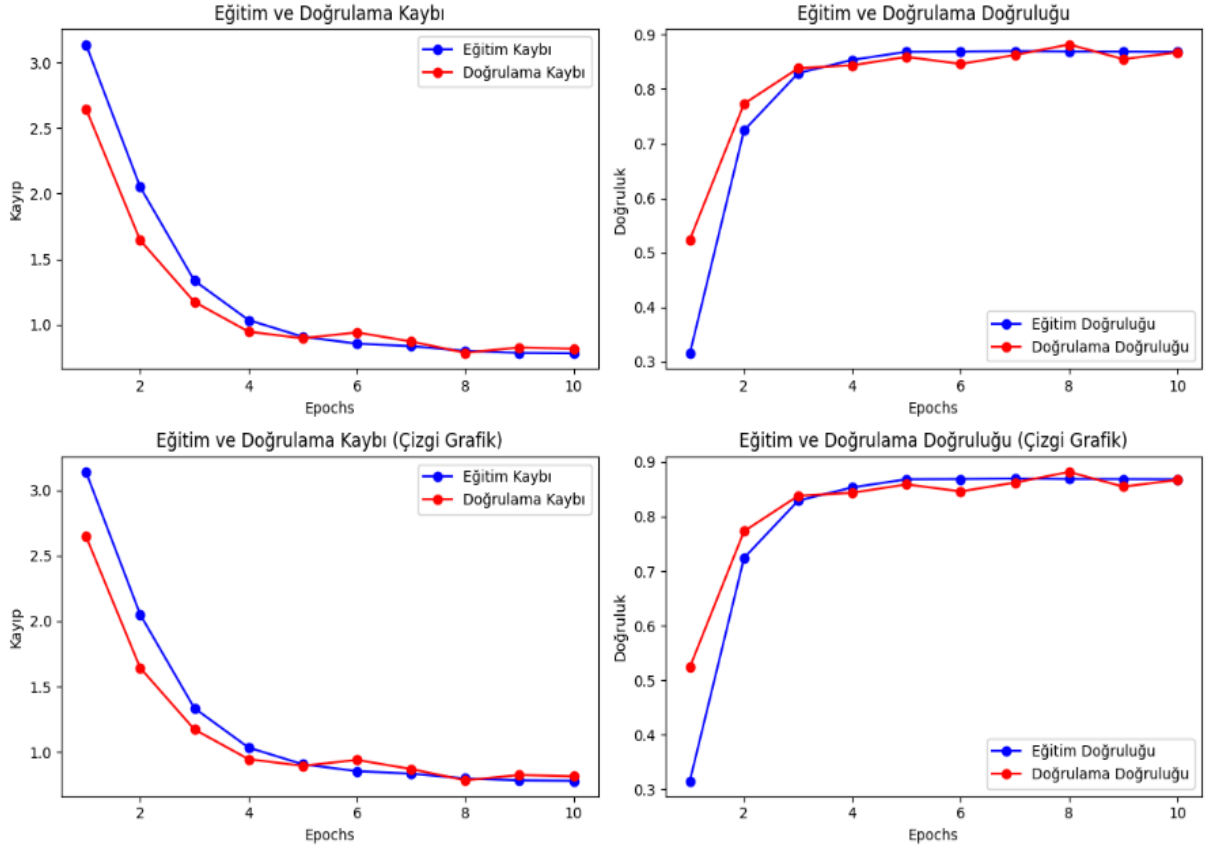 Eğitim ve Doğrulama Kaybı
Kayıp
3.0
2.5
2.0
1.5
1.0
Eğitim Kaybı
Doğrulama Kaybı
2 4 6 8 10
Epochs
Eğitim ve Doğrulama Doğruluğu
Doğruluk
0.9
0.8
0.7
0.6
0.5
0.4
0.3
Eğitim Doğruluğu
Doğrulama Doğruluğu
2 4 6 8 10
Epochs
Eğitim ve Doğrulama Kaybı (Çizgi Grafik)
Kayıp
3.0
2.5
2.0
1.5
1.0
Eğitim Kaybı
Doğrulama Kaybı
2 4 6 8 10
Epochs
Eğitim ve Doğrulama Doğruluğu (Çizgi Grafik)
Doğruluk
0.9
0.8
0.7
0.6
0.5
0.4
0.3
Eğitim Doğruluğu
Doğrulama Doğruluğu
2 4 6 8 10
Epochs